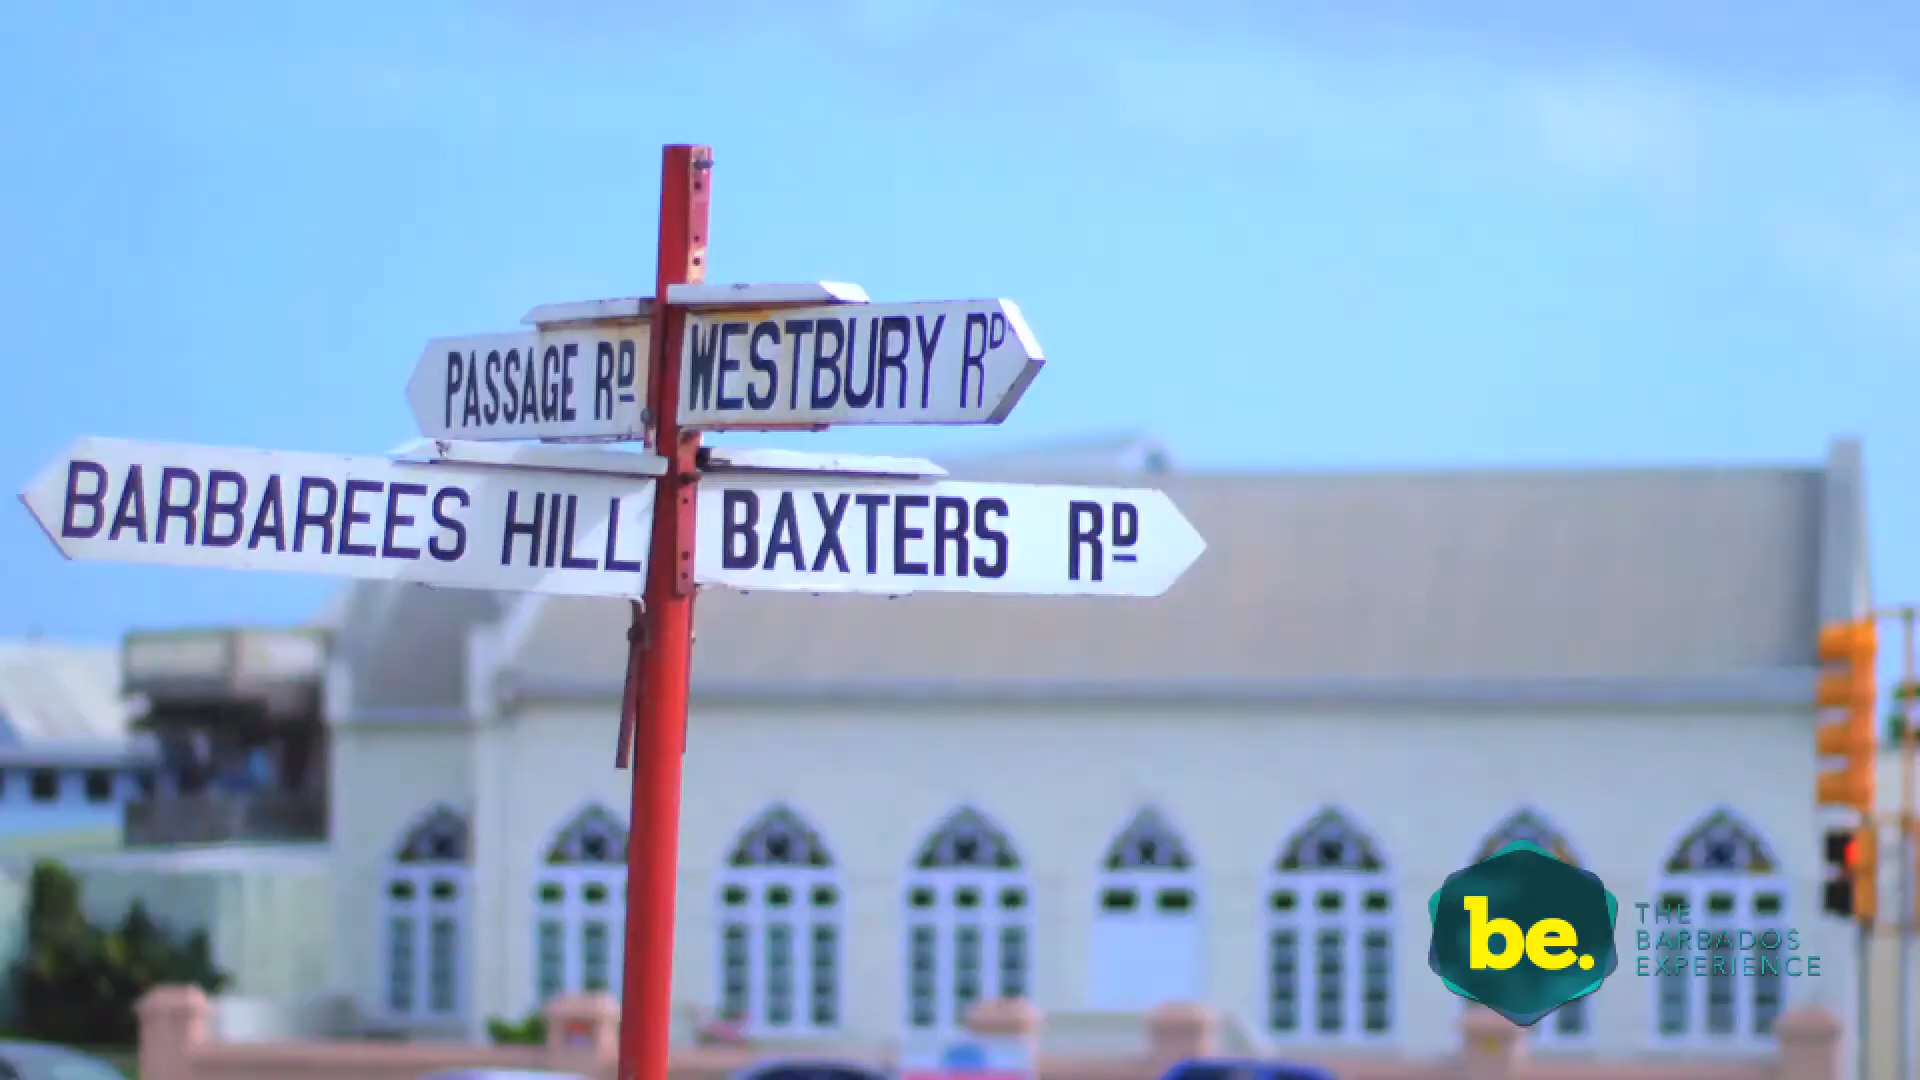 PASSAGE RD
WESTBURY RD
BARBAREES HILL
BAXTERS RD
be.
THE
BARBADOS
EXPERIENCE